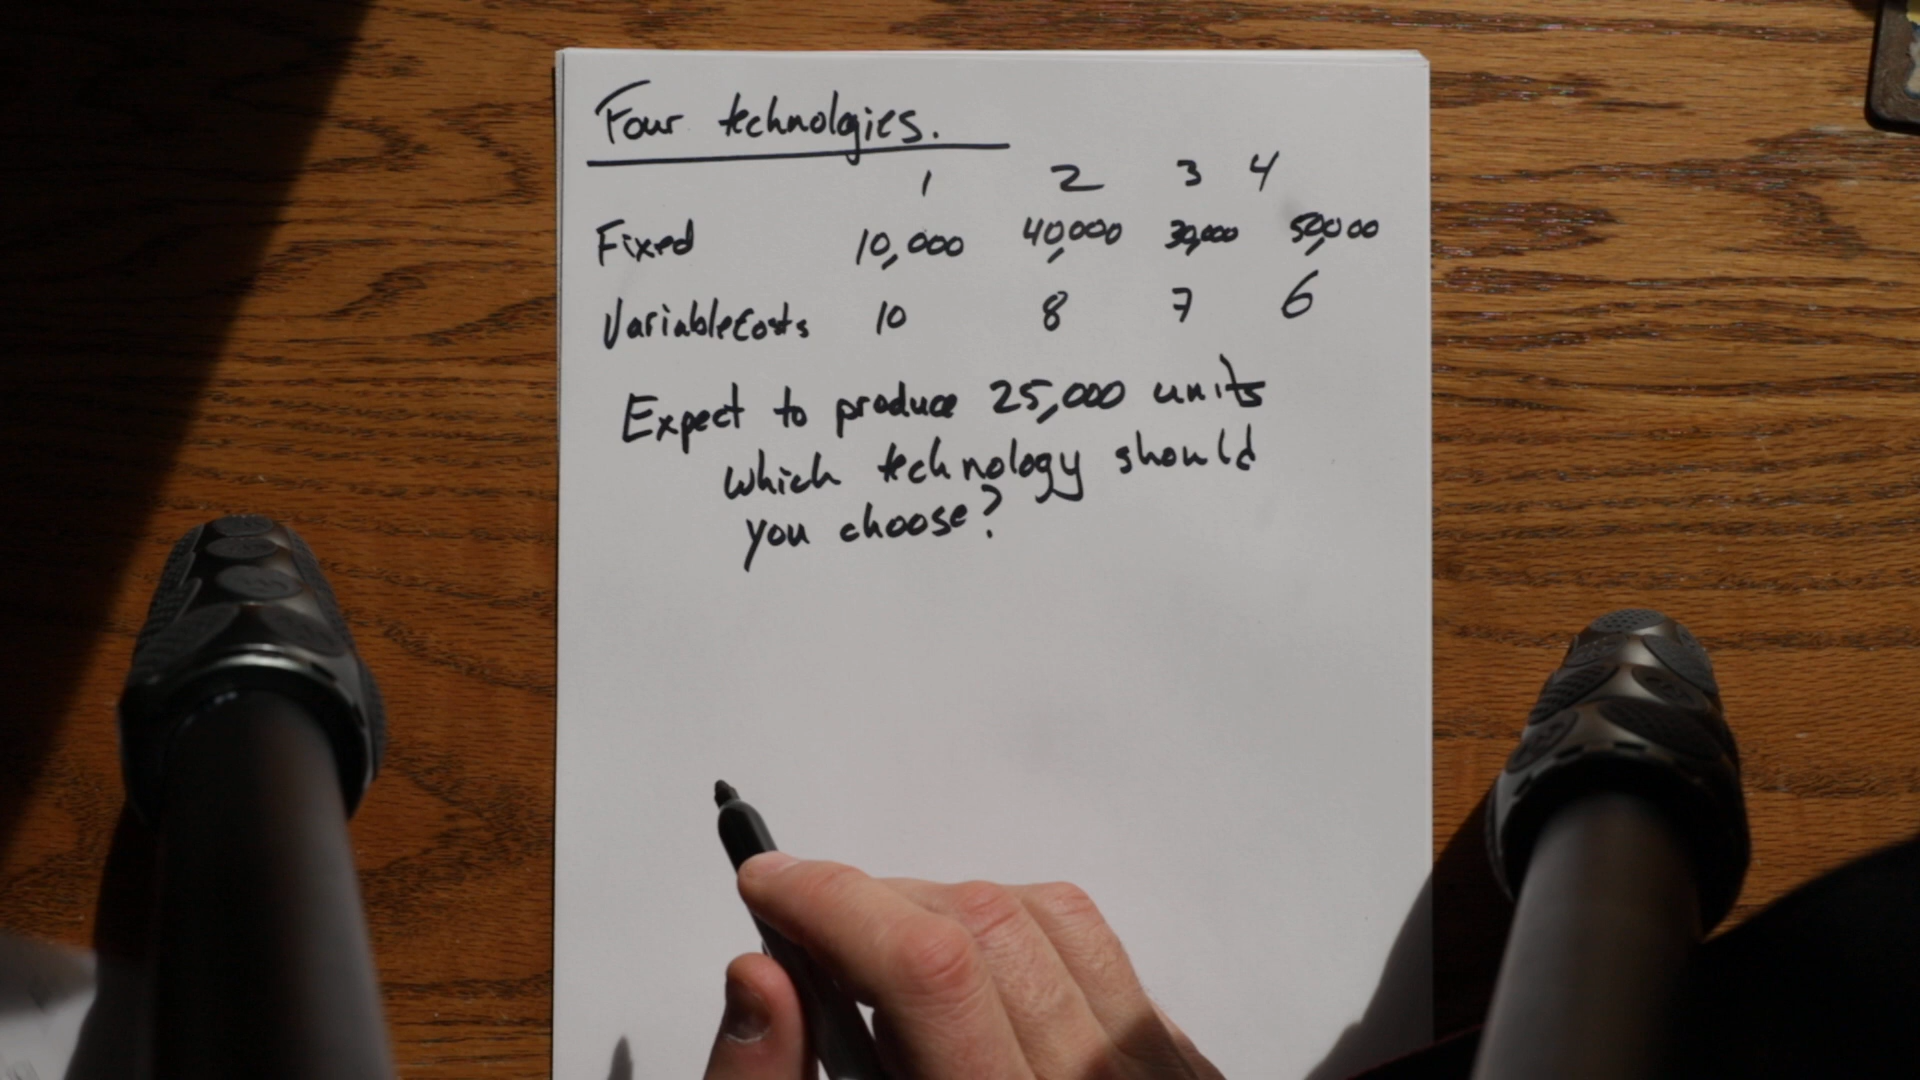 Four technolgies.
1 2 3 4
Fixed 10,000 40,000 30,000 50,000
Variable Costs 10 8 7 6
Expect to produce 25,000 units
which technology should
you choose?